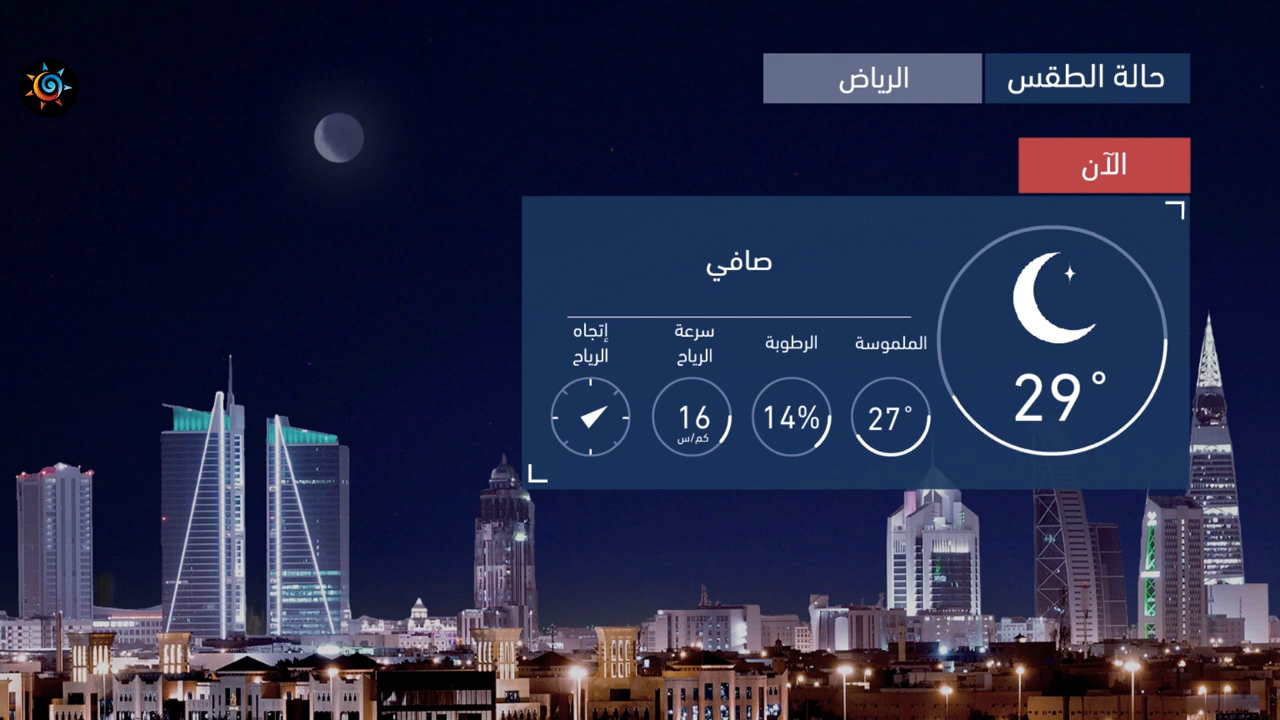 حالة الطقس
الرياض
الآن
صافي
29°
الملموسة
27°
الرطوبة
14%
سرعة
الرياح
16
كم/س
إتجاه
الرياح